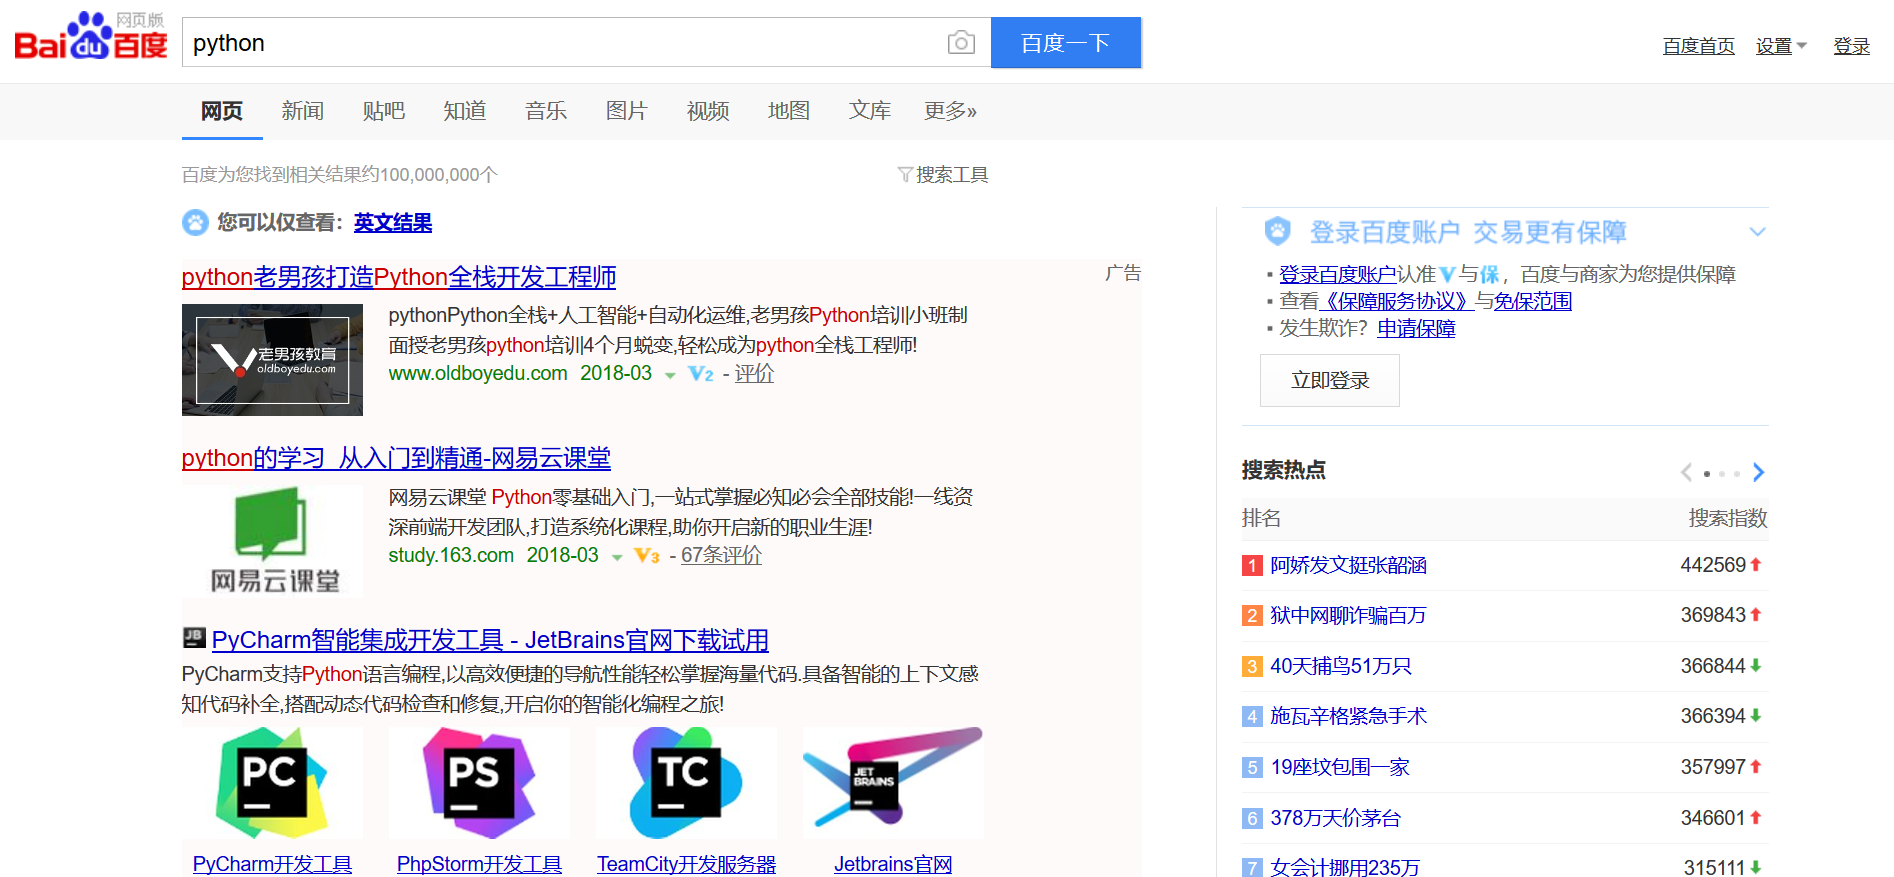 Bai du 百度 网页版
python
百度一下
百度首页 设置 登录
网页 新闻 贴吧 知道 音乐 图片 视频 地图 文库 更多»
百度为您找到相关结果约100,000,000个
搜索工具
您可以仅查看：英文结果
python老男孩打造Python全栈开发工程师
广告
老男孩教育
oldboyedu.com
pythonPython全栈+人工智能+自动化运维,老男孩Python培训小班制
面授老男孩python培训4个月蜕变,轻松成为python全栈工程师!
www.oldboyedu.com 2018-03 V2 - 评价
python的学习_从入门到精通-网易云课堂
网易云课堂
网易云课堂 Python零基础入门,一站式掌握必知必会全部技能!一线资
深前端开发团队,打造系统化课程,助你开启新的职业生涯!
study.163.com 2018-03 V3 - 67条评价
JB PyCharm智能集成开发工具 - JetBrains官网下载试用
PyCharm支持Python语言编程,以高效便捷的导航性能轻松掌握海量代码.具备智能的上下文感
知代码补全,搭配动态代码检查和修复,开启你的智能化编程之旅!
PC PS TC JET
BRAINS
PyCharm开发工具 PhpStorm开发工具 TeamCity开发服务器 Jetbrains官网
登录百度账户 交易更有保障
登录百度账户认准V与保，百度与商家为您提供保障
查看《保障服务协议》与免保范围
发生欺诈？申请保障
立即登录
搜索热点
排名 搜索指数
1 阿娇发文挺张韶涵 442569
2 狱中网聊诈骗百万 369843
3 40天捕鸟51万只 366844
4 施瓦辛格紧急手术 366394
5 19座坟包围一家 357997
6 378万天价茅台 346601
7 女会计挪用235万 315111